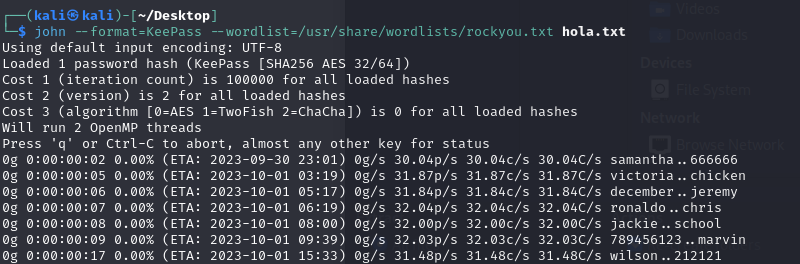 ┌──(kali㉿kali)-[~/Desktop]
└─$ john --format=KeePass --wordlist=/usr/share/wordlists/rockyou.txt hola.txt
Using default input encoding: UTF-8
Loaded 1 password hash (KeePass [SHA256 AES 32/64])
Cost 1 (iteration count) is 100000 for all loaded hashes
Cost 2 (version) is 2 for all loaded hashes
Cost 3 (algorithm [0=AES 1=TwoFish 2=ChaCha]) is 0 for all loaded hashes
Will run 2 OpenMP threads
Press 'q' or Ctrl-C to abort, almost any other key for status
0g 0:00:00:02 0.00% (ETA: 2023-09-30 23:01) 0g/s 30.04p/s 30.04c/s 30.04C/s samantha..666666
0g 0:00:00:05 0.00% (ETA: 2023-10-01 03:19) 0g/s 31.87p/s 31.87c/s 31.87C/s victoria..chicken
0g 0:00:00:06 0.00% (ETA: 2023-10-01 05:17) 0g/s 31.84p/s 31.84c/s 31.84C/s december..jeremy
0g 0:00:00:07 0.00% (ETA: 2023-10-01 06:19) 0g/s 32.04p/s 32.04c/s 32.04C/s ronaldo..chris
0g 0:00:00:08 0.00% (ETA: 2023-10-01 08:00) 0g/s 32.00p/s 32.00c/s 32.00C/s jackie..school
0g 0:00:00:09 0.00% (ETA: 2023-10-01 09:39) 0g/s 32.03p/s 32.03c/s 32.03C/s 789456123..marvin
0g 0:00:00:17 0.00% (ETA: 2023-10-01 15:33) 0g/s 31.48p/s 31.48c/s 31.48C/s wilson..212121
Videos
Downloads
Devices
File System
Network
Browse Network